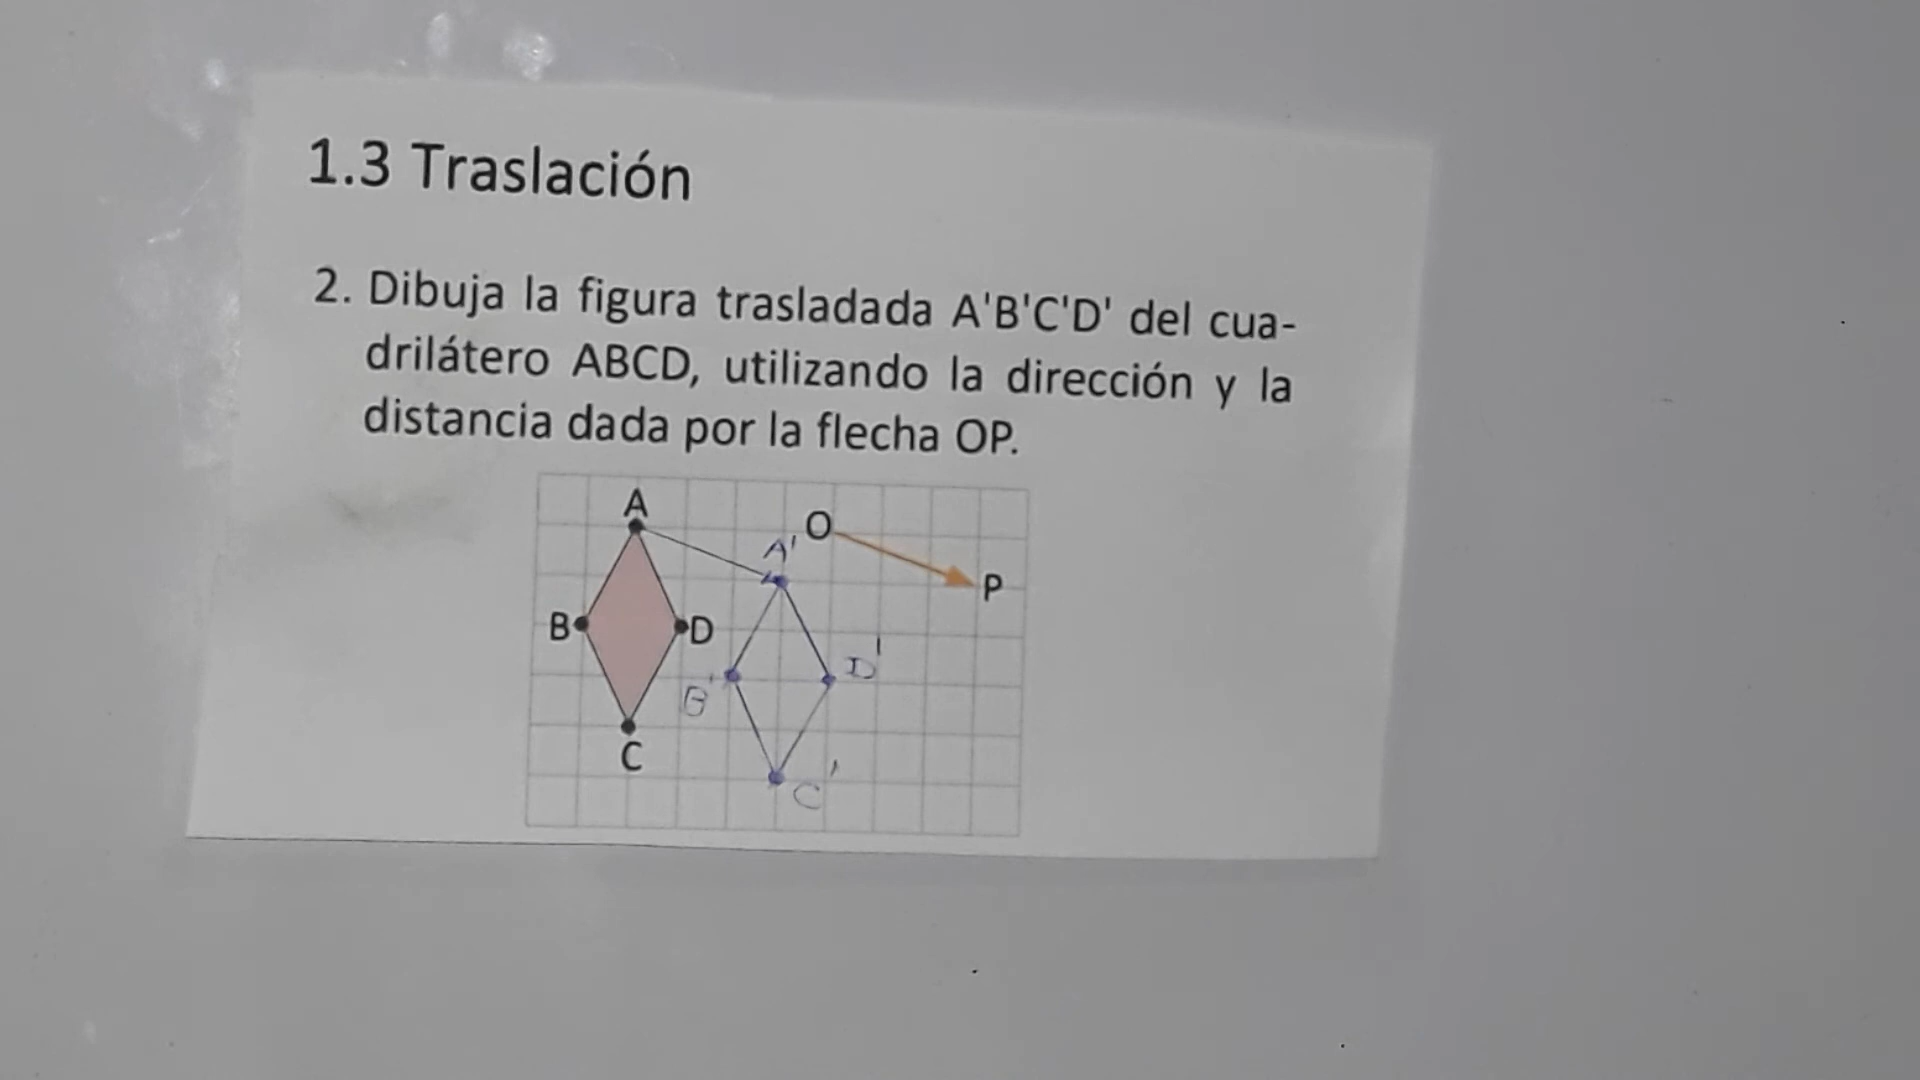 1.3 Traslación
2. Dibuja la figura trasladada A'B'C'D' del cua-
drilátero ABCD, utilizando la dirección y la
distancia dada por la flecha OP.
A
O
A'
P
B
D
D'
B'
C
C'